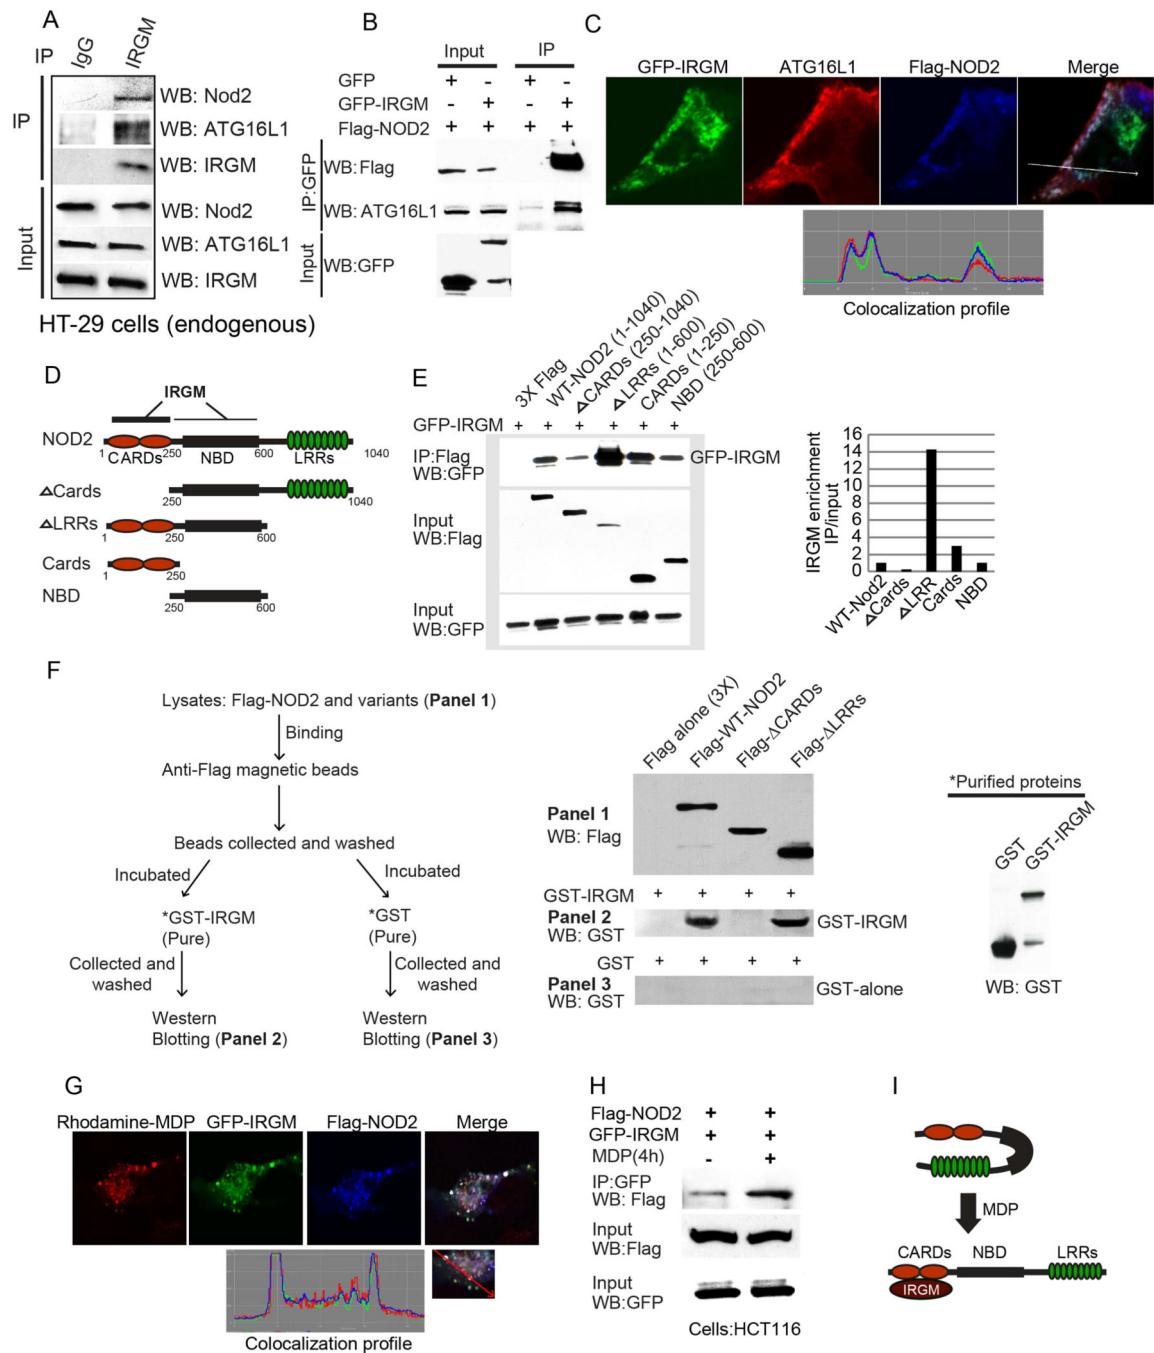 A
IP
IgG
IRGM
IP
WB: Nod2
WB: ATG16L1
WB: IRGM
Input
WB: Nod2
WB: ATG16L1
WB: IRGM
HT-29 cells (endogenous)
B
Input
IP
GFP + - + -
GFP-IRGM - + - +
Flag-NOD2 + + + +
IP:GFP
WB:Flag
WB: ATG16L1
Input
WB:GFP
C
GFP-IRGM
ATG16L1
Flag-NOD2
Merge
Colocalization profile
D
IRGM
NOD2
1
CARDs
250
NBD
600
LRRs
1040
△Cards
250
1040
△LRRs
1
250
600
Cards
1
250
NBD
250
600
E
3X Flag
WT-NOD2 (1-1040)
△CARDs (250-1040)
△LRRs (1-600)
CARDs (1-250)
NBD (250-600)
GFP-IRGM + + + + + +
IP:Flag
WB:GFP
GFP-IRGM
Input
WB:Flag
Input
WB:GFP
IRGM enrichment
IP/input
16
14
12
10
8
6
4
2
0
WT-Nod2
△Cards
△LRR
Cards
NBD
F
Lysates: Flag-NOD2 and variants (Panel 1)
Binding
Anti-Flag magnetic beads
Beads collected and washed
Incubated
Incubated
*GST-IRGM
(Pure)
*GST
(Pure)
Collected and
washed
Collected and
washed
Western
Blotting (Panel 2)
Western
Blotting (Panel 3)
Flag alone (3X)
Flag-WT-NOD2
Flag-ΔCARDs
Flag-ΔLRRs
Panel 1
WB: Flag
GST-IRGM + + + +
Panel 2
WB: GST
GST-IRGM
GST + + + +
Panel 3
WB: GST
GST-alone
*Purified proteins
GST
GST-IRGM
WB: GST
G
Rhodamine-MDP
GFP-IRGM
Flag-NOD2
Merge
Colocalization profile
H
Flag-NOD2 + +
GFP-IRGM + +
MDP(4h) - +
IP:GFP
WB: Flag
Input
WB:Flag
Input
WB:GFP
Cells:HCT116
I
MDP
CARDs
NBD
LRRs
IRGM